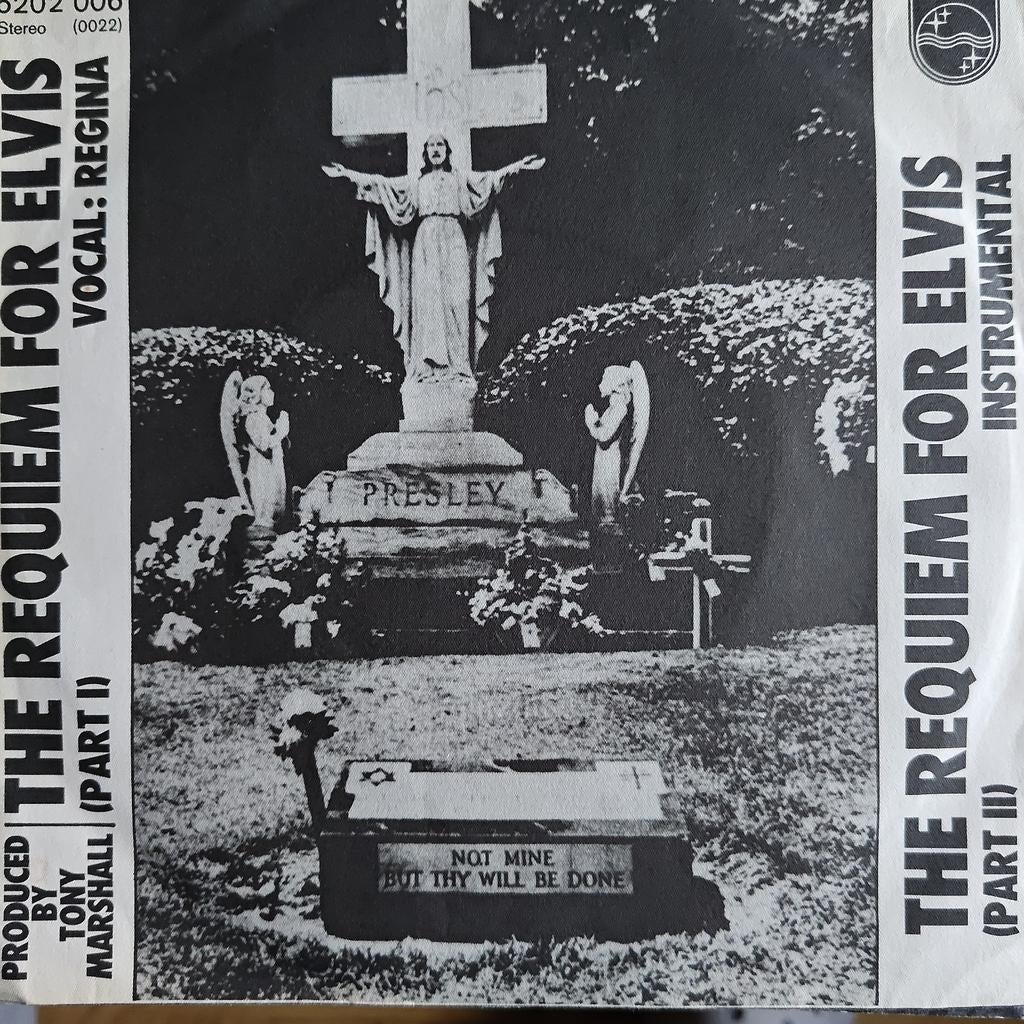 6202 006
Stereo (0022)
THE REQUIEM FOR ELVIS
(PART I) VOCAL: REGINA
PRODUCED
BY
TONY
MARSHALL
PRESLEY
NOT MINE
BUT THY WILL BE DONE
THE REQUIEM FOR ELVIS
(PART II) INSTRUMENTAL